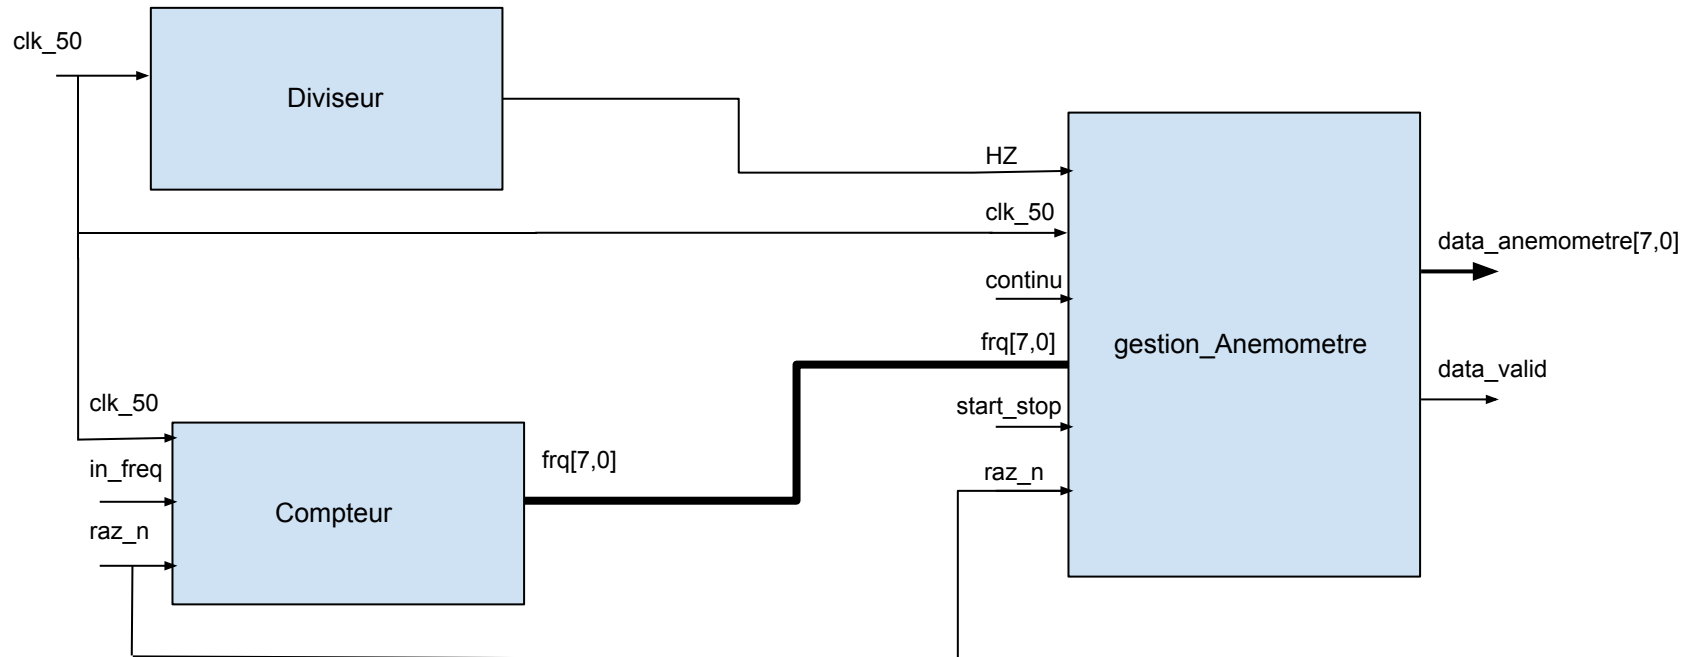 clk_50
Diviseur
HZ
clk_50
data_anemometre[7,0]
continu
frq[7,0]
gestion_Anemometre
data_valid
clk_50
start_stop
in_freq
frq[7,0]
raz_n
Compteur
raz_n